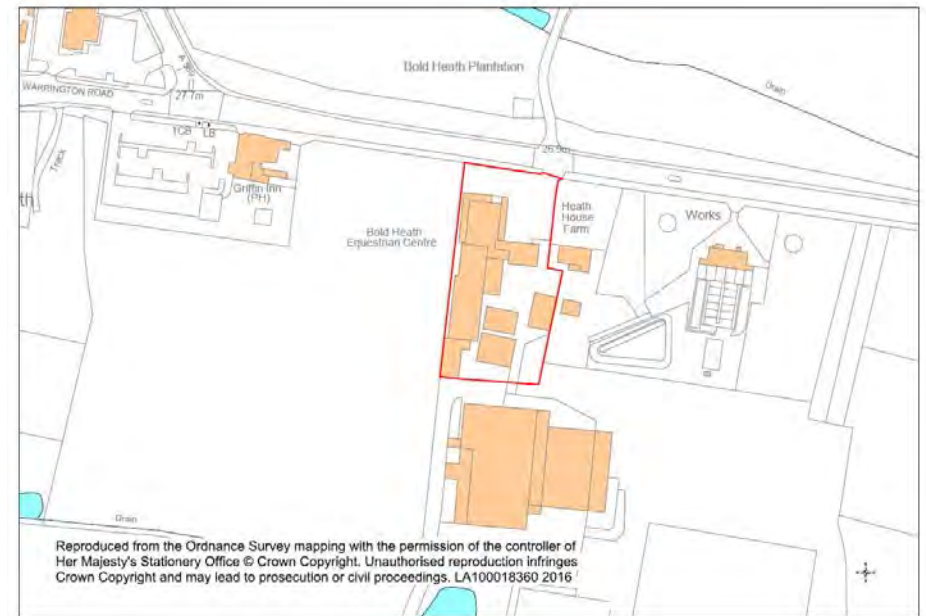 Bold Heath Plantation
Drain
WARRINGTON ROAD
27.7m
TCB LB
26.9m
Track
Griffin Inn
(PH)
Heath
House
Farm
Works
Bold Heath
Equestrian Centre
Drain
Reproduced from the Ordnance Survey mapping with the permission of the controller of
Her Majesty's Stationery Office © Crown Copyright. Unauthorised reproduction infringes
Crown Copyright and may lead to prosecution or civil proceedings. LA100018360 2016